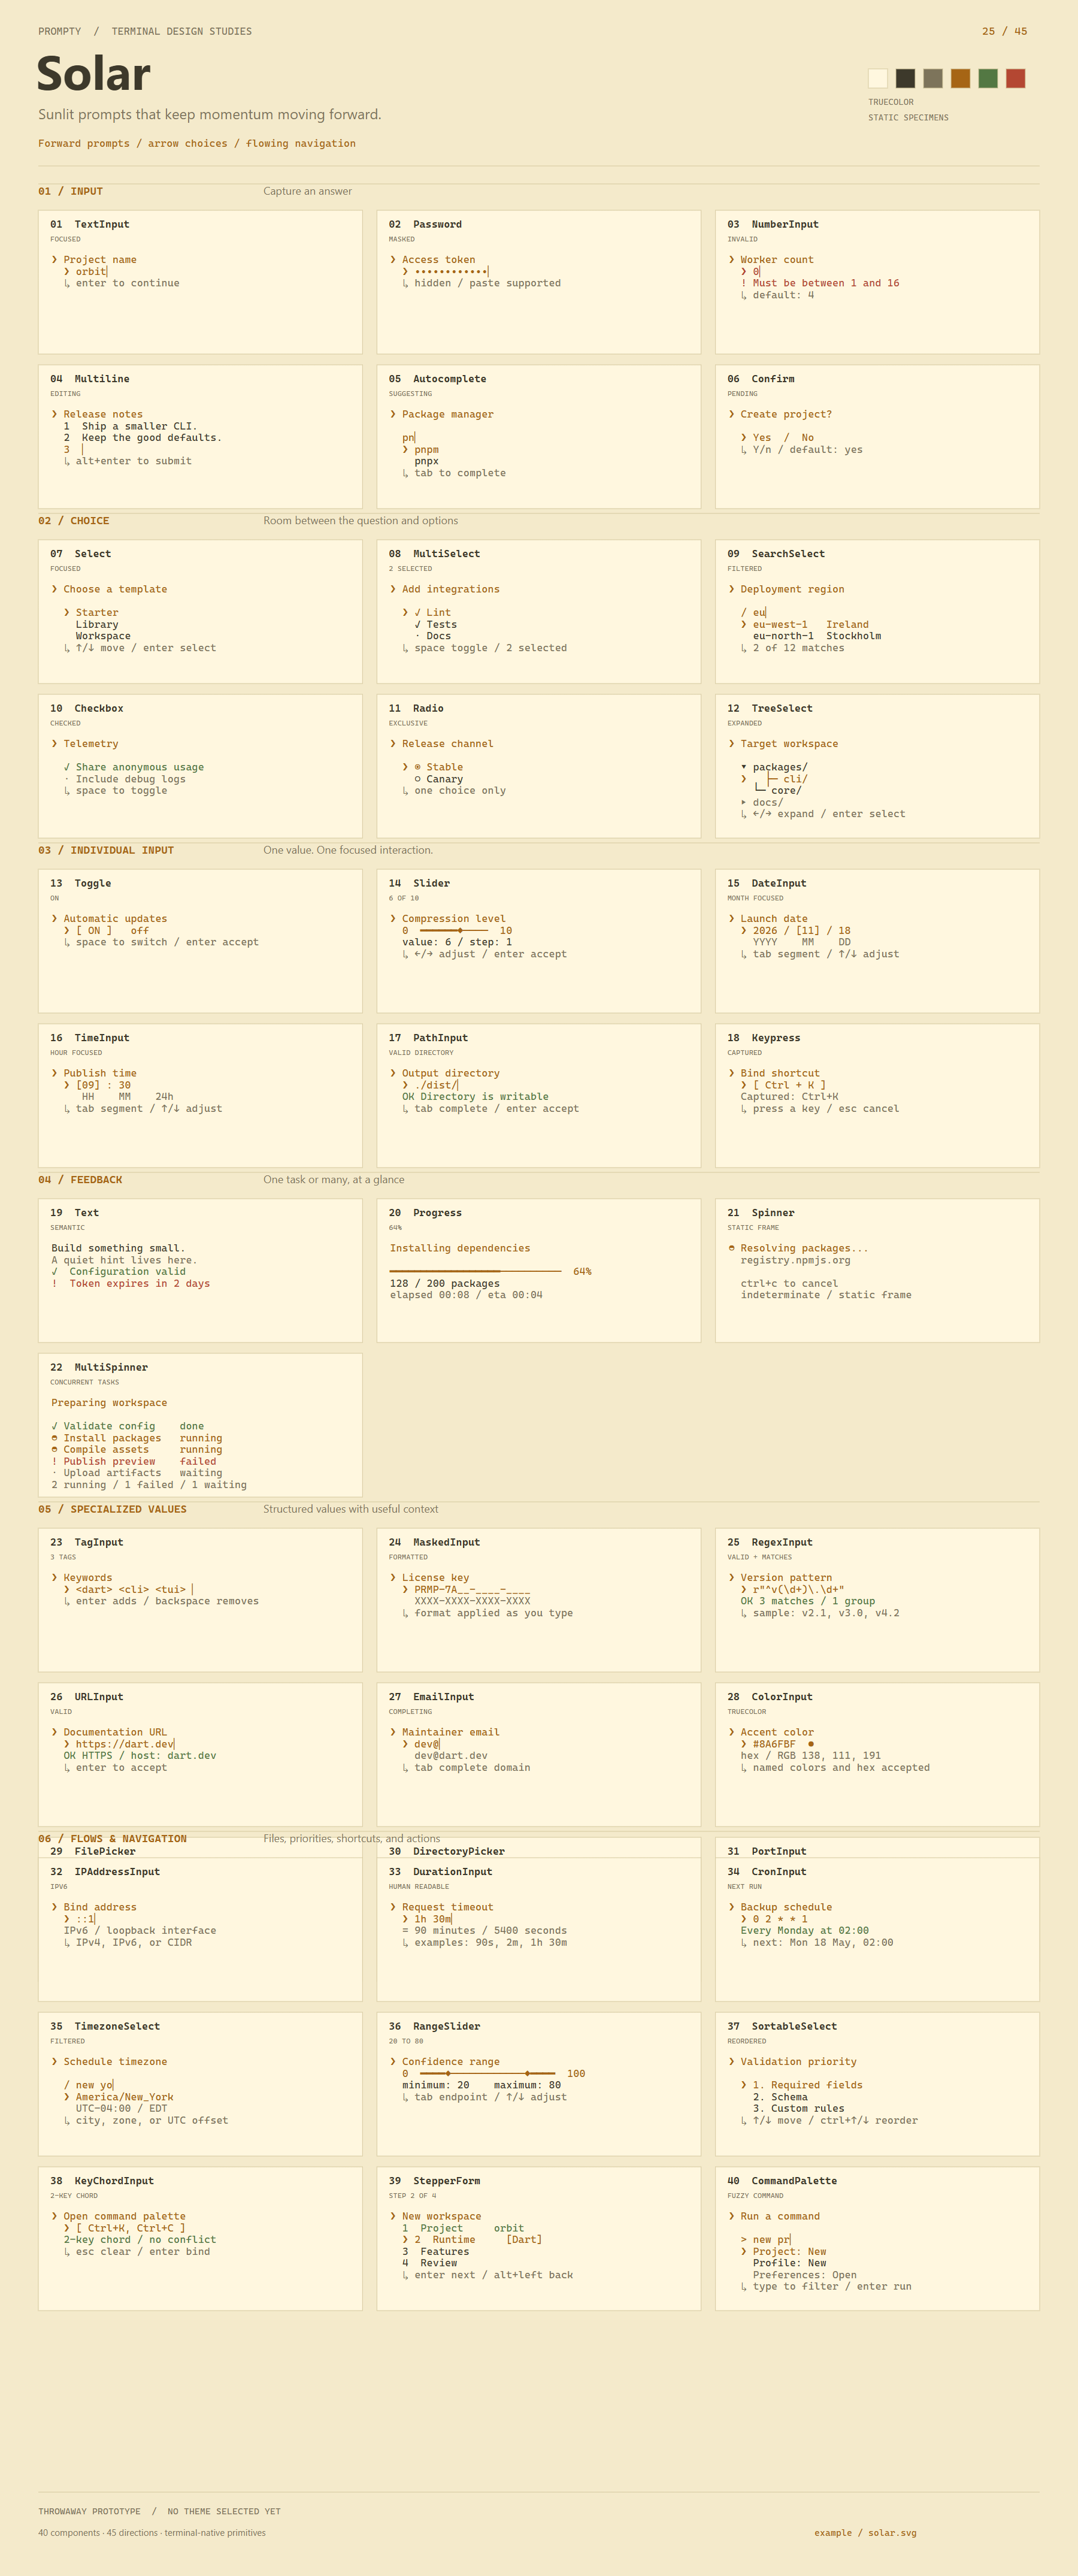 PROMPTY / TERMINAL DESIGN STUDIES
25 / 45
Solar
Sunlit prompts that keep momentum moving forward.
TRUECOLOR
STATIC SPECIMENS
Forward prompts / arrow choices / flowing navigation
01 / INPUT
Capture an answer
01 TextInput
FOCUSED
❯ Project name
❯ orbit
↳ enter to continue
02 Password
MASKED
❯ Access token
❯ ••••••••••••
↳ hidden / paste supported
03 NumberInput
INVALID
❯ Worker count
❯ 0
! Must be between 1 and 16
↳ default: 4
04 Multiline
EDITING
❯ Release notes
1 Ship a smaller CLI.
2 Keep the good defaults.
3
↳ alt+enter to submit
05 Autocomplete
SUGGESTING
❯ Package manager
pn
❯ pnpm
pnpx
↳ tab to complete
06 Confirm
PENDING
❯ Create project?
❯ Yes / No
↳ Y/n / default: yes
02 / CHOICE
Room between the question and options
07 Select
FOCUSED
❯ Choose a template
❯ Starter
Library
Workspace
↳ ↑/↓ move / enter select
08 MultiSelect
2 SELECTED
❯ Add integrations
❯ ✓ Lint
✓ Tests
· Docs
↳ space toggle / 2 selected
09 SearchSelect
FILTERED
❯ Deployment region
/ eu
❯ eu-west-1 Ireland
eu-north-1 Stockholm
↳ 2 of 12 matches
10 Checkbox
CHECKED
❯ Telemetry
✓ Share anonymous usage
· Include debug logs
↳ space to toggle
11 Radio
EXCLUSIVE
❯ Release channel
❯ ◉ Stable
○ Canary
↳ one choice only
12 TreeSelect
EXPANDED
❯ Target workspace
▾ packages/
❯ ├─ cli/
└─ core/
▸ docs/
↳ ←/→ expand / enter select
03 / INDIVIDUAL INPUT
One value. One focused interaction.
13 Toggle
ON
❯ Automatic updates
❯ [ ON ] off
↳ space to switch / enter accept
14 Slider
6 OF 10
❯ Compression level
0 ━━━━━━◆──── 10
value: 6 / step: 1
↳ ←/→ adjust / enter accept
15 DateInput
MONTH FOCUSED
❯ Launch date
❯ 2026 / [11] / 18
YYYY MM DD
↳ tab segment / ↑/↓ adjust
16 TimeInput
HOUR FOCUSED
❯ Publish time
❯ [09] : 30
HH MM 24h
↳ tab segment / ↑/↓ adjust
17 PathInput
VALID DIRECTORY
❯ Output directory
❯ ./dist/
OK Directory is writable
↳ tab complete / enter accept
18 Keypress
CAPTURED
❯ Bind shortcut
❯ [ Ctrl + K ]
Captured: Ctrl+K
↳ press a key / esc cancel
04 / FEEDBACK
One task or many, at a glance
19 Text
SEMANTIC
Build something small.
A quiet hint lives here.
✓ Configuration valid
! Token expires in 2 days
20 Progress
64%
Installing dependencies
64%
128 / 200 packages
elapsed 00:08 / eta 00:04
21 Spinner
STATIC FRAME
◓ Resolving packages...
registry.npmjs.org
ctrl+c to cancel
indeterminate / static frame
22 MultiSpinner
CONCURRENT TASKS
Preparing workspace
✓ Validate config done
◓ Install packages running
◓ Compile assets running
! Publish preview failed
· Upload artifacts waiting
2 running / 1 failed / 1 waiting
05 / SPECIALIZED VALUES
Structured values with useful context
23 TagInput
3 TAGS
❯ Keywords
❯ <dart> <cli> <tui>
↳ enter adds / backspace removes
24 MaskedInput
FORMATTED
❯ License key
❯ PRMP-7A__-____-____
XXXX-XXXX-XXXX-XXXX
↳ format applied as you type
25 RegexInput
VALID + MATCHES
❯ Version pattern
❯ r"^v(\d+)\.\d+"
OK 3 matches / 1 group
↳ sample: v2.1, v3.0, v4.2
26 URLInput
VALID
❯ Documentation URL
❯ https://dart.dev
OK HTTPS / host: dart.dev
↳ enter to accept
27 EmailInput
COMPLETING
❯ Maintainer email
❯ dev@
dev@dart.dev
↳ tab complete domain
28 ColorInput
TRUECOLOR
❯ Accent color
❯ #8A6FBF ●
hex / RGB 138, 111, 191
↳ named colors and hex accepted
06 / FLOWS & NAVIGATION
Files, priorities, shortcuts, and actions
29 FilePicker
30 DirectoryPicker
31 PortInput
32 IPAddressInput
IPV6
❯ Bind address
❯ ::1
IPv6 / loopback interface
↳ IPv4, IPv6, or CIDR
33 DurationInput
HUMAN READABLE
❯ Request timeout
❯ 1h 30m
= 90 minutes / 5400 seconds
↳ examples: 90s, 2m, 1h 30m
34 CronInput
NEXT RUN
❯ Backup schedule
❯ 0 2 * * 1
Every Monday at 02:00
↳ next: Mon 18 May, 02:00
35 TimezoneSelect
FILTERED
❯ Schedule timezone
/ new yo
❯ America/New_York
UTC-04:00 / EDT
↳ city, zone, or UTC offset
36 RangeSlider
20 TO 80
❯ Confidence range
0 ━━━━◆────────────◆━━━━ 100
minimum: 20 maximum: 80
↳ tab endpoint / ↑/↓ adjust
37 SortableSelect
REORDERED
❯ Validation priority
❯ 1. Required fields
2. Schema
3. Custom rules
↳ ↑/↓ move / ctrl+↑/↓ reorder
38 KeyChordInput
2-KEY CHORD
❯ Open command palette
❯ [ Ctrl+K, Ctrl+C ]
2-key chord / no conflict
↳ esc clear / enter bind
39 StepperForm
STEP 2 OF 4
❯ New workspace
1 Project orbit
❯ 2 Runtime [Dart]
3 Features
4 Review
↳ enter next / alt+left back
40 CommandPalette
FUZZY COMMAND
❯ Run a command
> new pr
❯ Project: New
Profile: New
Preferences: Open
↳ type to filter / enter run
THROWAWAY PROTOTYPE / NO THEME SELECTED YET
40 components · 45 directions · terminal-native primitives
example / solar.svg